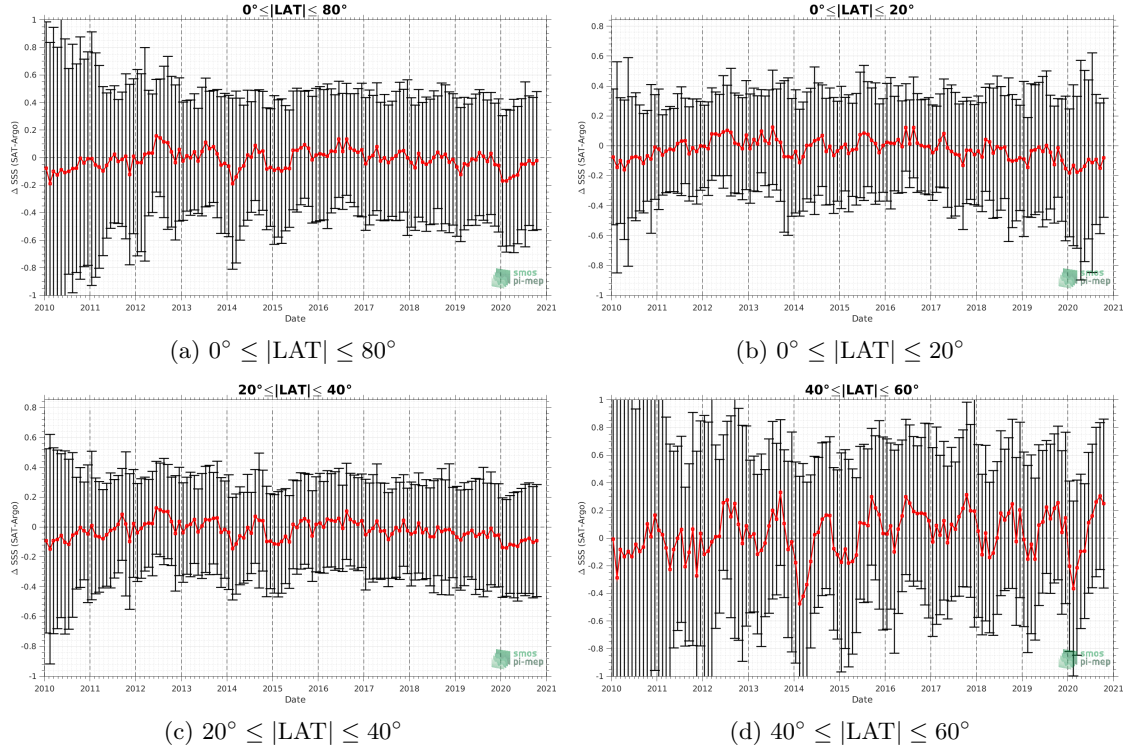 0°≤|LAT|≤ 80°
Δ SSS (SAT-Argo)
1
0.8
0.6
0.4
0.2
0
-0.2
-0.4
-0.6
-0.8
-1
2010 2011 2012 2013 2014 2015 2016 2017 2018 2019 2020 2021
Date
smos
pi-mep
(a) 0° ≤ |LAT| ≤ 80°
0°≤|LAT|≤ 20°
Δ SSS (SAT-Argo)
0.8
0.6
0.4
0.2
0
-0.2
-0.4
-0.6
-0.8
-1
2010 2011 2012 2013 2014 2015 2016 2017 2018 2019 2020 2021
Date
smos
pi-mep
(b) 0° ≤ |LAT| ≤ 20°
20°≤|LAT|≤ 40°
Δ SSS (SAT-Argo)
0.8
0.6
0.4
0.2
0
-0.2
-0.4
-0.6
-0.8
-1
2010 2011 2012 2013 2014 2015 2016 2017 2018 2019 2020 2021
Date
smos
pi-mep
(c) 20° ≤ |LAT| ≤ 40°
40°≤|LAT|≤ 60°
Δ SSS (SAT-Argo)
1
0.8
0.6
0.4
0.2
0
-0.2
-0.4
-0.6
-0.8
-1
2010 2011 2012 2013 2014 2015 2016 2017 2018 2019 2020 2021
Date
smos
pi-mep
(d) 40° ≤ |LAT| ≤ 60°